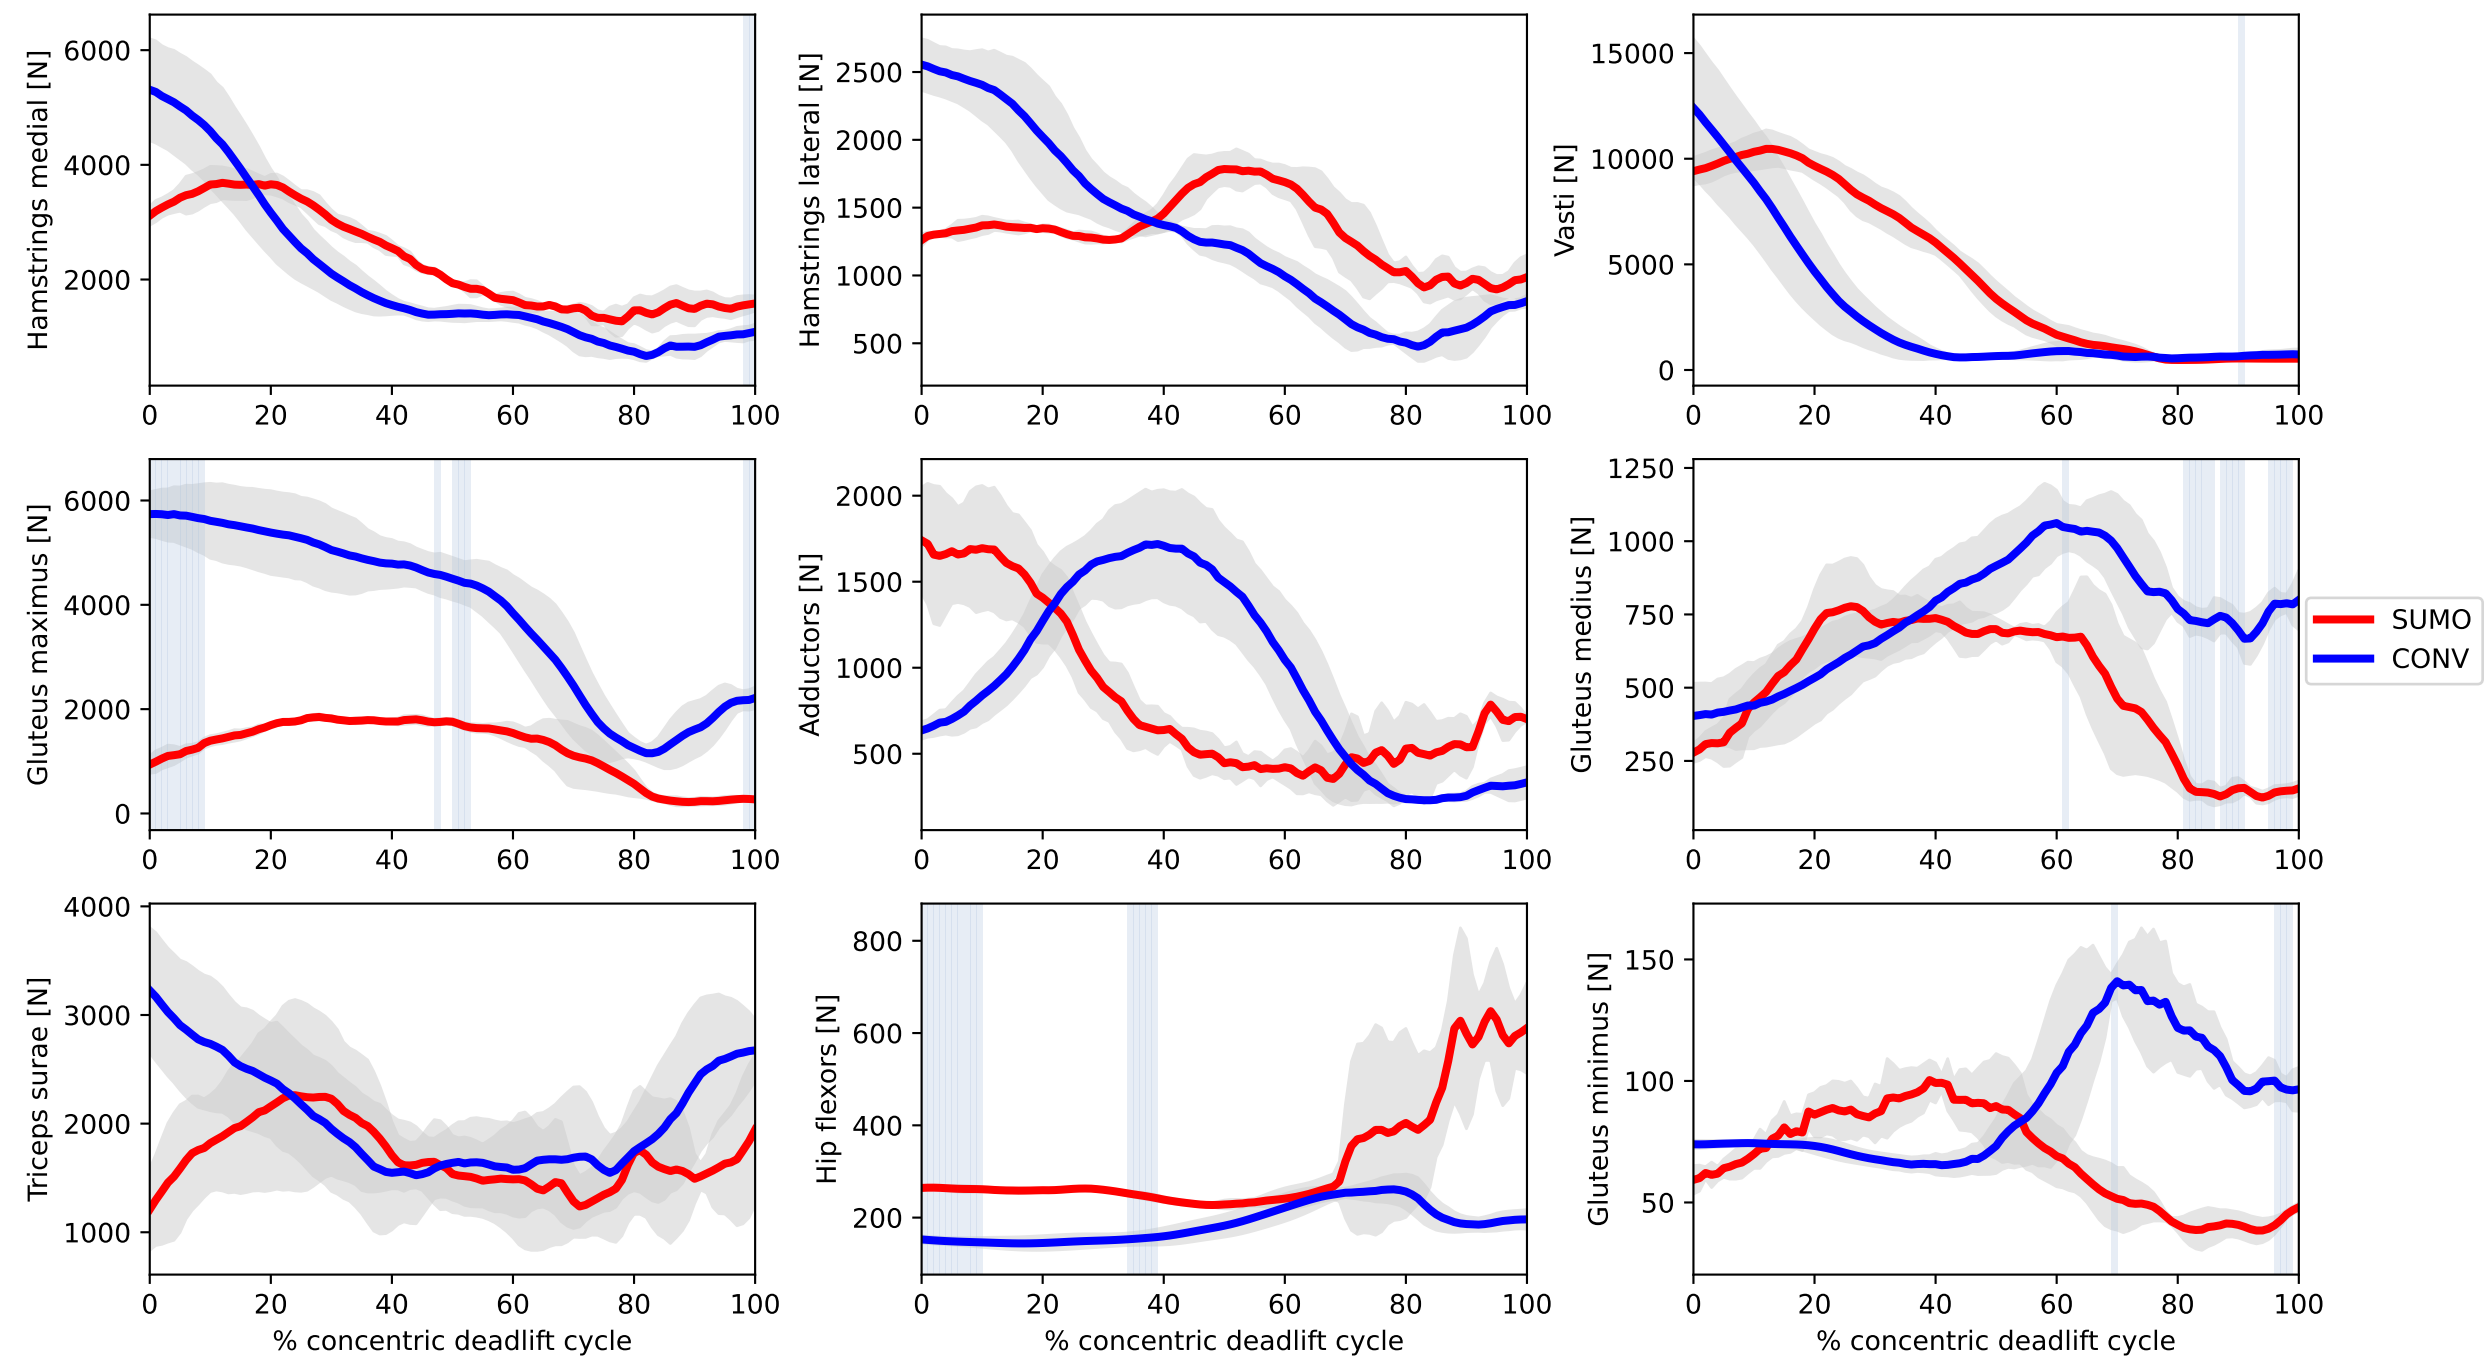 Hamstrings medial [N]
6000
4000
2000
0 20 40 60 80 100
Hamstrings lateral [N]
2500
2000
1500
1000
500
0 20 40 60 80 100
Vasti [N]
15000
10000
5000
0
0 20 40 60 80 100
Gluteus maximus [N]
6000
4000
2000
0
0 20 40 60 80 100
Adductors [N]
2000
1500
1000
500
0 20 40 60 80 100
Gluteus medius [N]
1250
1000
750
500
250
0 20 40 60 80 100
SUMO
CONV
Triceps surae [N]
4000
3000
2000
1000
0 20 40 60 80 100
% concentric deadlift cycle
Hip flexors [N]
800
600
400
200
0 20 40 60 80 100
% concentric deadlift cycle
Gluteus minimus [N]
150
100
50
0 20 40 60 80 100
% concentric deadlift cycle